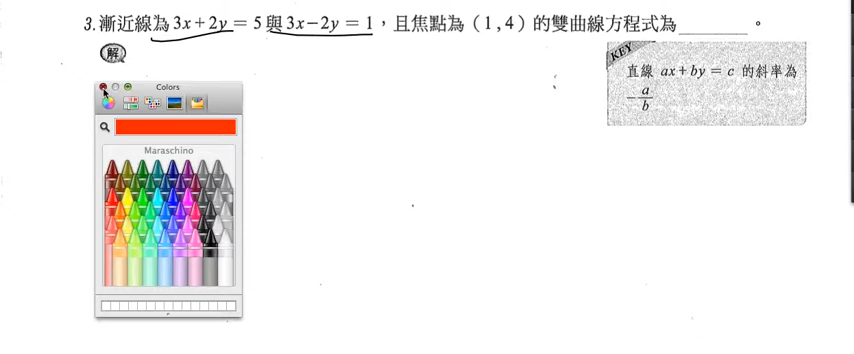 3. 漸近線為 3x+2y = 5 與 3x−2y = 1，且焦點為（1 , 4）的雙曲線方程式為______。
解
KEY
直線 ax+by = c 的斜率為
−a/b
Colors
Maraschino